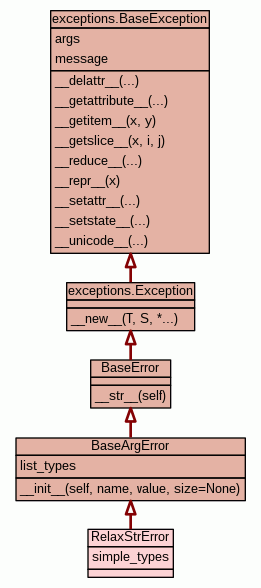 exceptions.BaseException
args
message
__delattr__(...)
__getattribute__(...)
__getitem__(x, y)
__getslice__(x, i, j)
__reduce__(...)
__repr__(x)
__setattr__(...)
__setstate__(...)
__unicode__(...)
exceptions.Exception
__new__(T, S, *...)
BaseError
__str__(self)
BaseArgError
list_types
__init__(self, name, value, size=None)
RelaxStrError
simple_types